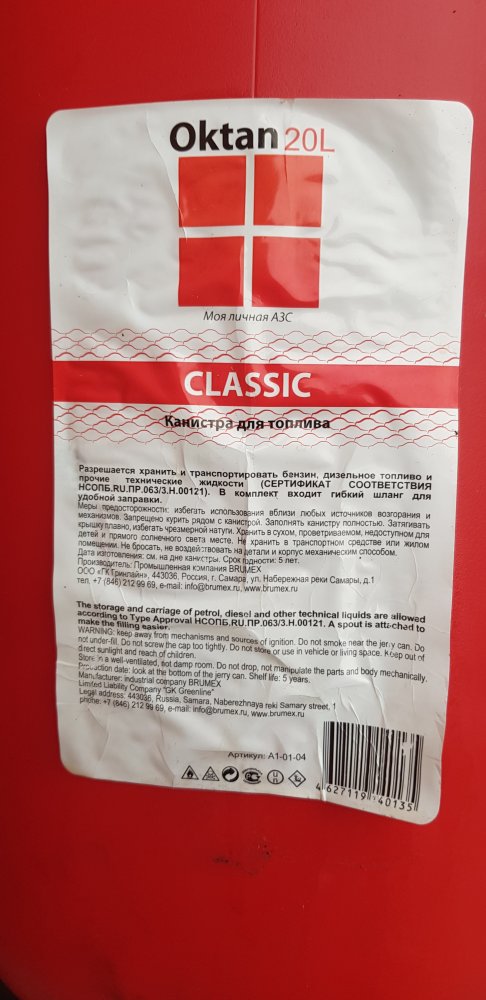 Oktan 20L
Моя личная АЗС
CLASSIC
Канистра для топлива
Разрешается хранить и транспортировать бензин, дизельное топливо и
прочие технические жидкости (СЕРТИФИКАТ СООТВЕТСТВИЯ
НСОПБ.RU.ПР.063/3.Н.00121). В комплект входит гибкий шланг для
удобной заправки.
Меры предосторожности: избегать использования вблизи любых источников возгорания и
механизмов. Запрещено курить рядом с канистрой. Заполнять канистру полностью. Затягивать
крышку плавно, избегать чрезмерной натуги. Хранить в сухом, проветриваемом, недоступном для
детей и прямого солнечного света месте. Не хранить в транспортном средстве или жилом
помещении. Не бросать, не воздействовать на детали и корпус механическим способом.
Дата изготовления: см. на дне канистры. Срок годности: 5 лет.
Производитель: Промышленная компания BRUMEX
ООО «ГК Гринлайн», 443036, Россия, г. Самара, ул. Набережная реки Самары, д.1
тел. +7 (846) 212 99 69, e-mail: info@brumex.ru, www.brumex.ru
The storage and carriage of petrol, diesel and other technical liquids are allowed
according to Type Approval НСОПБ.RU.ПР.063/3.Н.00121. A spout is attached to
make the filling easier.
WARNING: keep away from mechanisms and sources of ignition. Do not smoke near the jerry can. Do
not under-fill. Do not screw the cap too tightly. Do not store or use in vehicle or living space. Keep out of
direct sunlight and reach of children.
Store in a well-ventilated, not damp room. Do not drop, not manipulate the parts and body mechanically.
Production date: look at the bottom of the jerry can. Shelf life: 5 years.
Manufacturer: industrial company BRUMEX
Limited Liability Company "GK Greenline"
Legal address: 443036, Russia, Samara, Naberezhnaya reki Samary street, 1
phone: +7 (846) 212 99 69, e-mail: info@brumex.ru, www.brumex.ru
Артикул: А1-01-04
4 627119 740135